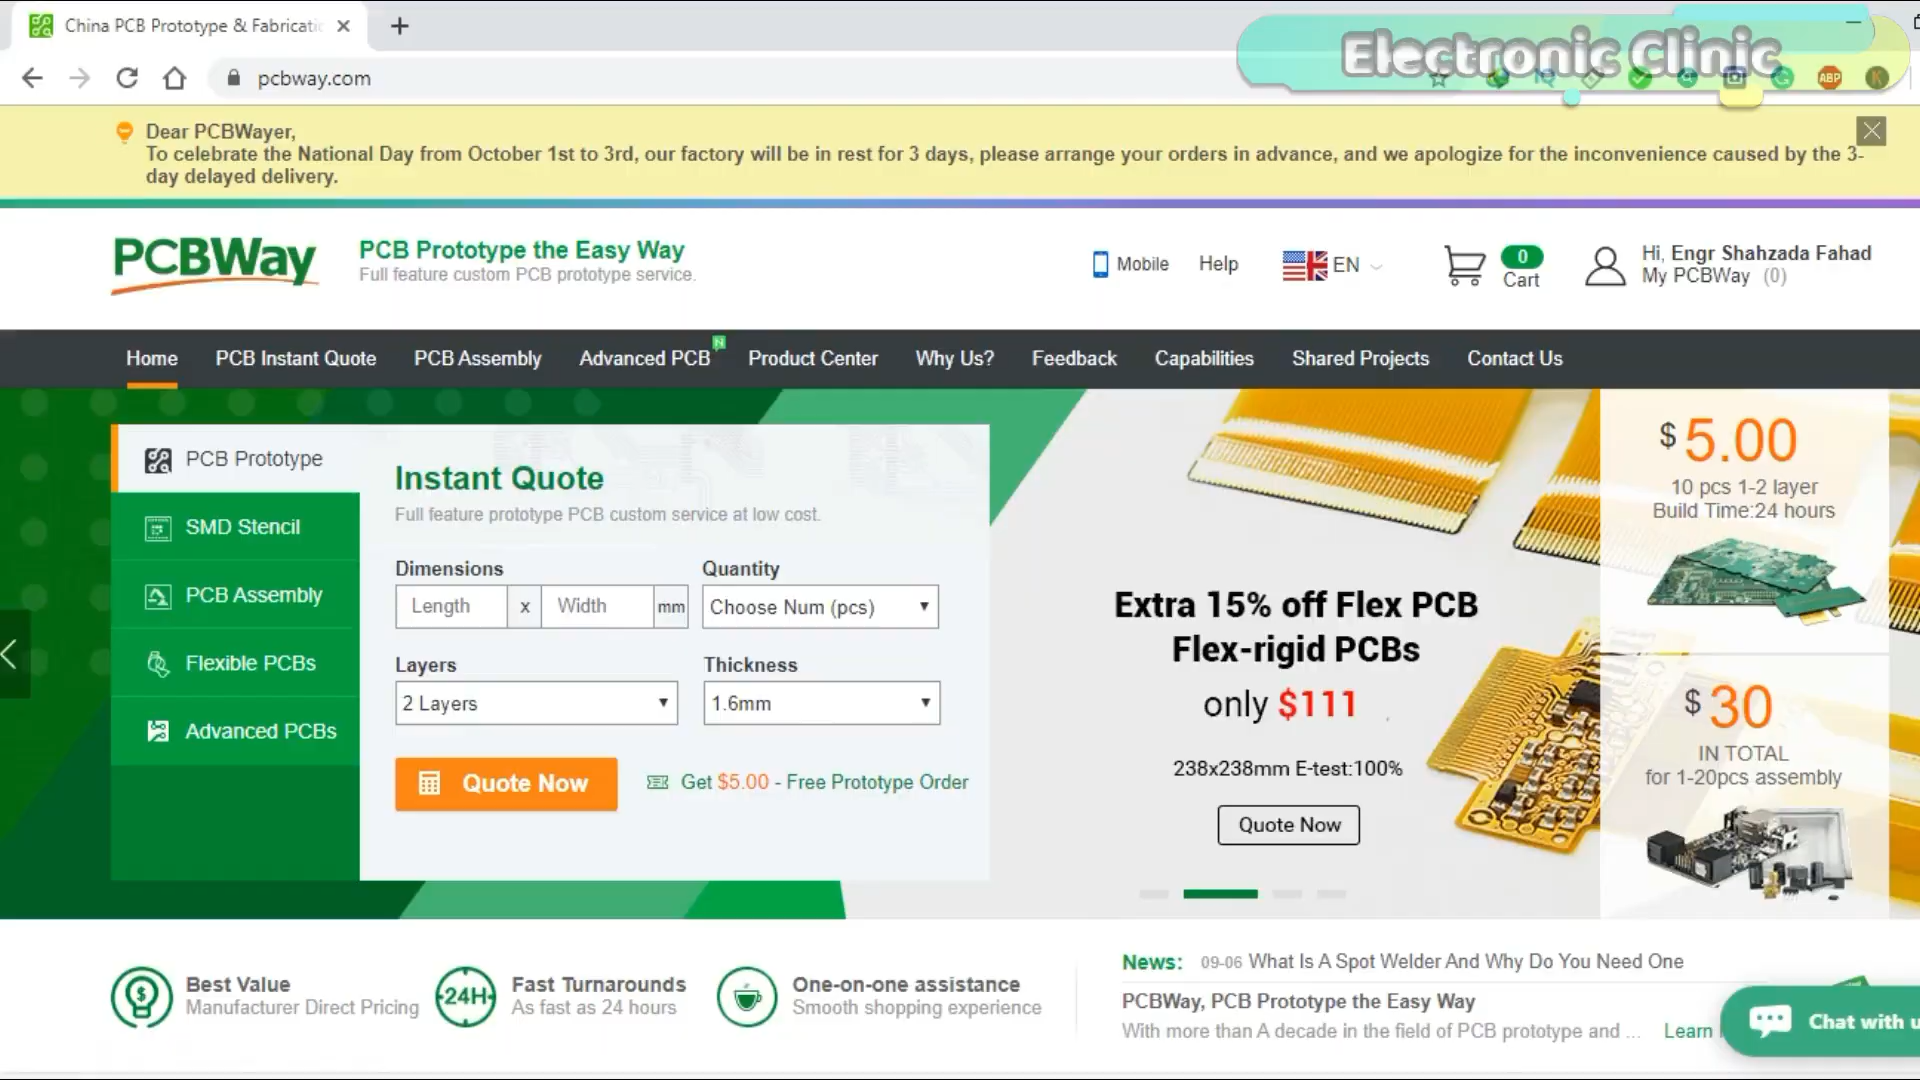 China PCB Prototype & Fabricati
Electronic Clinic
pcbway.com
ABP
K
Dear PCBWayer,
To celebrate the National Day from October 1st to 3rd, our factory will be in rest for 3 days, please arrange your orders in advance, and we apologize for the inconvenience caused by the 3-
day delayed delivery.
PCBWay
PCB Prototype the Easy Way
Full feature custom PCB prototype service.
Mobile
Help
EN
0
Cart
Hi, Engr Shahzada Fahad
My PCBWay (0)
N
Home
PCB Instant Quote
PCB Assembly
Advanced PCB
Product Center
Why Us?
Feedback
Capabilities
Shared Projects
Contact Us
PCB Prototype
SMD Stencil
PCB Assembly
Flexible PCBs
Advanced PCBs
Instant Quote
Full feature prototype PCB custom service at low cost.
Dimensions
Quantity
Length x Width mm
Choose Num (pcs)
Layers
Thickness
2 Layers
1.6mm
Quote Now
Get $5.00 - Free Prototype Order
Extra 15% off Flex PCB
Flex-rigid PCBs
only $111
238x238mm E-test:100%
Quote Now
$ 5.00
10 pcs 1-2 layer
Build Time:24 hours
$ 30
IN TOTAL
for 1-20pcs assembly
Best Value
Manufacturer Direct Pricing
24H
Fast Turnarounds
As fast as 24 hours
One-on-one assistance
Smooth shopping experience
News: 09-06 What Is A Spot Welder And Why Do You Need One
PCBWay, PCB Prototype the Easy Way
With more than A decade in the field of PCB prototype and ... Learn
Chat with u